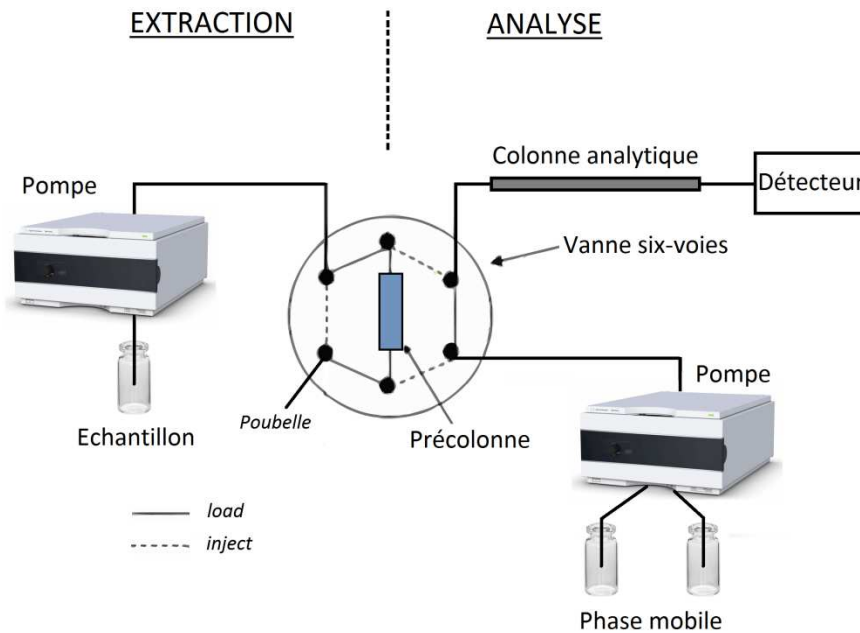 EXTRACTION
ANALYSE
Colonne analytique
Pompe
Détecteur
Vanne six-voies
Pompe
Poubelle
Précolonne
Echantillon
load
inject
Phase mobile